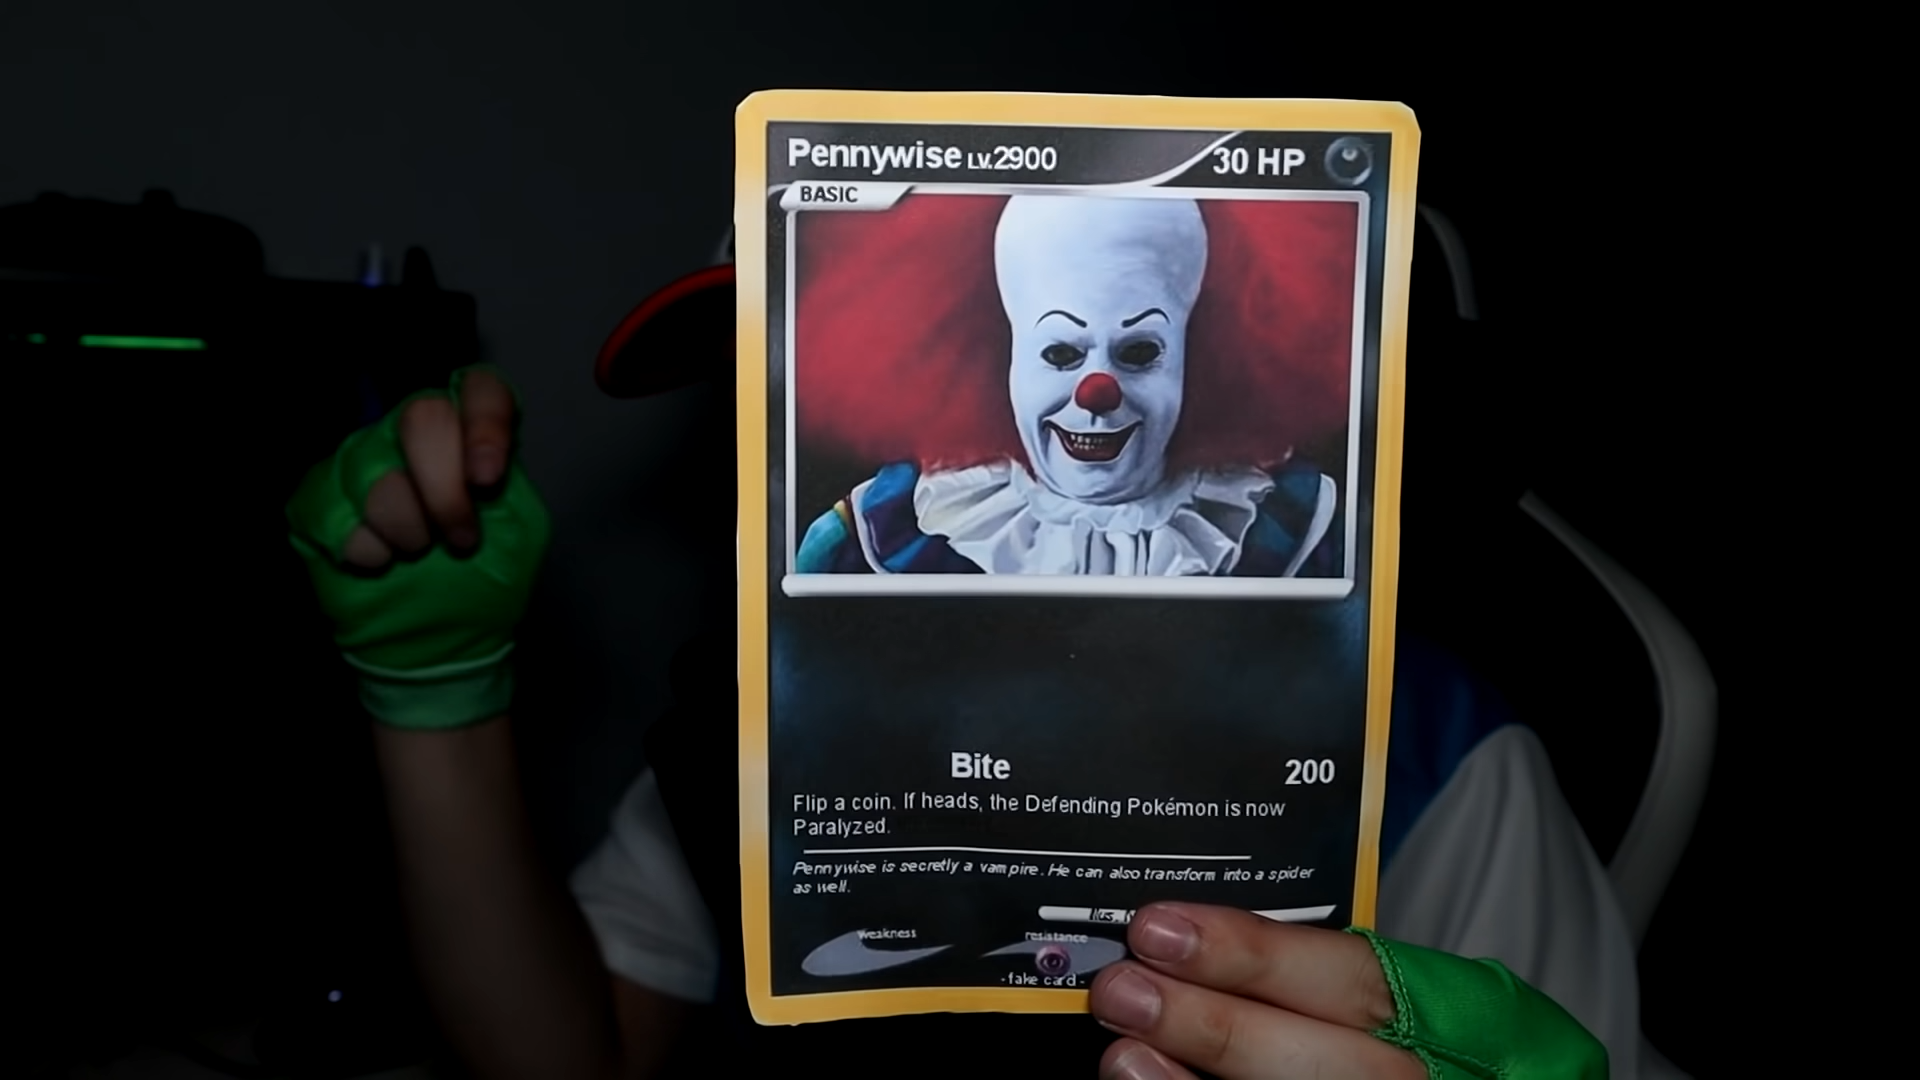 Pennywise LV.2900 30 HP
BASIC
Bite 200
Flip a coin. If heads, the Defending Pokémon is now
Paralyzed.
Pennywise is secretly a vampire. He can also transform into a spider
as well.
Illus.
weakness resistance
- fake card -